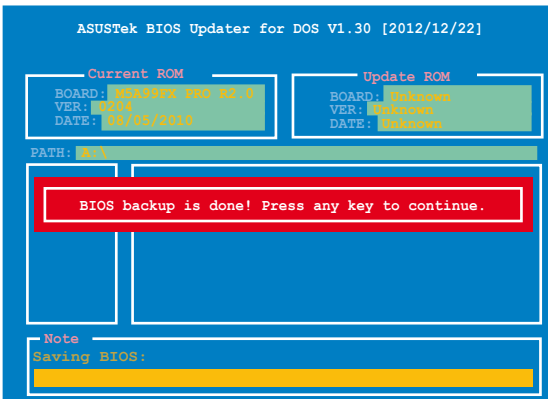 ASUSTek BIOS Updater for DOS V1.30 [2012/12/22]
Current ROM
BOARD: M5A99FX PRO R2.0
VER: 0204
DATE: 08/05/2010
Update ROM
BOARD: Unknown
VER: Unknown
DATE: Unknown
PATH: A:\
BIOS backup is done! Press any key to continue.
Note
Saving BIOS: